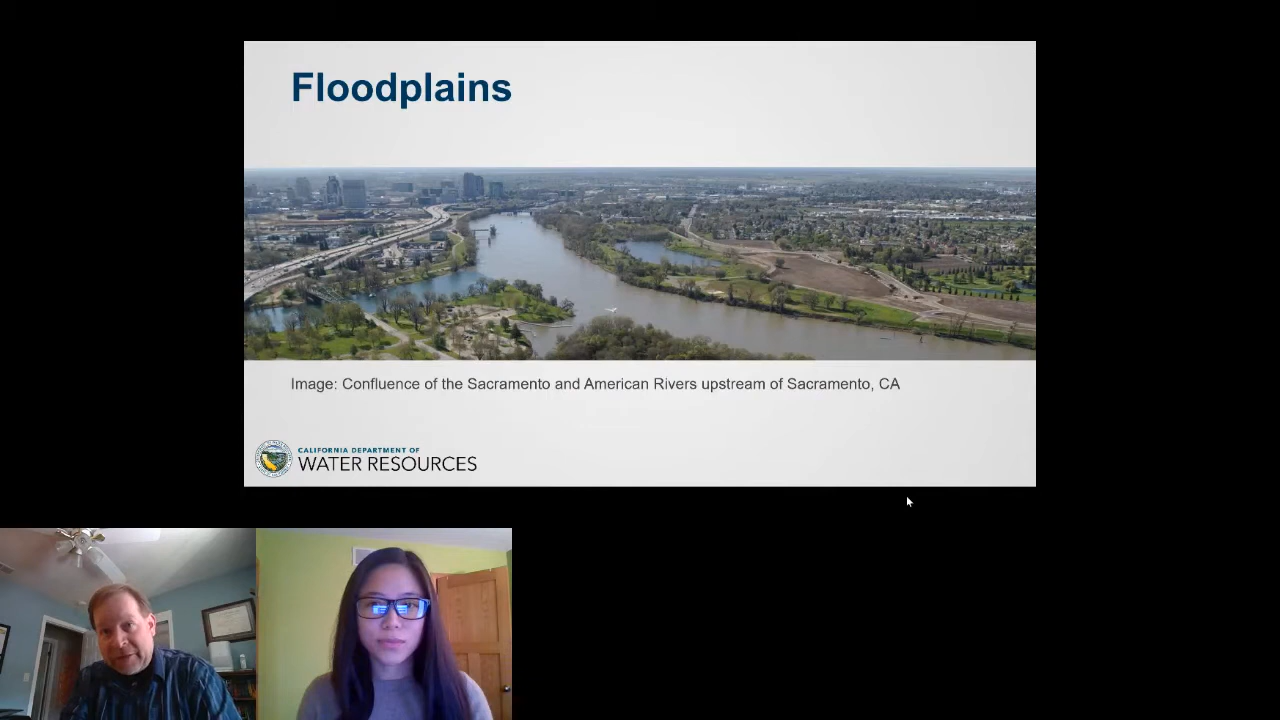 Floodplains
Image: Confluence of the Sacramento and American Rivers upstream of Sacramento, CA
CALIFORNIA DEPARTMENT OF
WATER RESOURCES